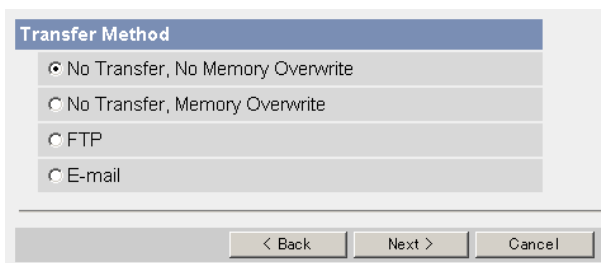 Transfer Method
No Transfer, No Memory Overwrite
No Transfer, Memory Overwrite
FTP
E-mail
< Back Next > Cancel